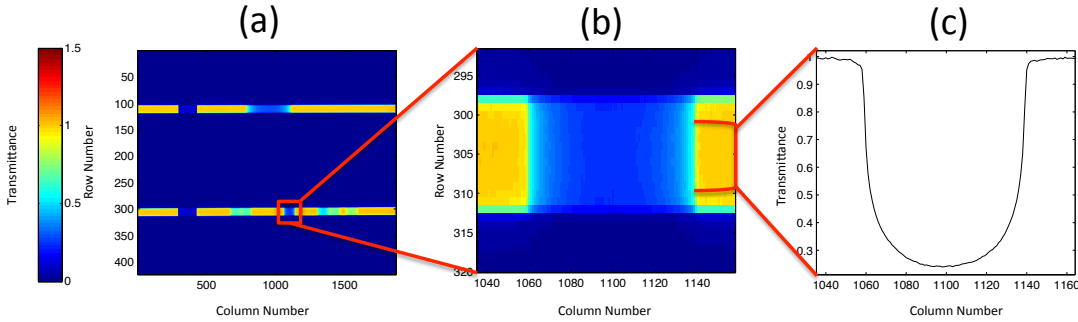 (a)
(b)
(c)
Transmittance
1.5
1
0.5
0
Row Number
50
100
150
200
250
300
350
400
500 1000 1500
Column Number
Row Number
295
300
305
310
315
320
1040 1060 1080 1100 1120 1140
Column Number
Transmittance
1
0.9
0.8
0.7
0.6
0.5
0.4
0.3
1040 1060 1080 1100 1120 1140 1160
Column Number